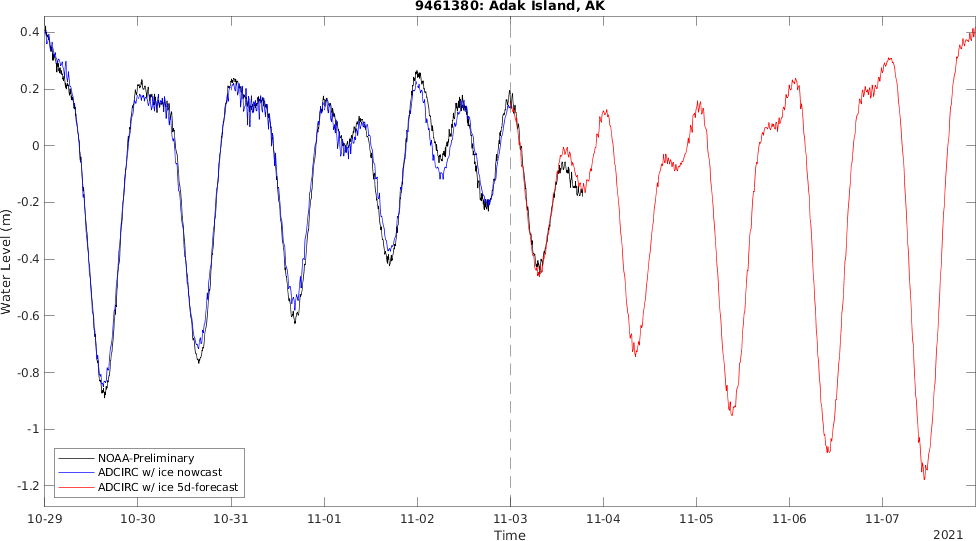 9461380: Adak Island, AK
0.4
0.2
0
-0.2
-0.4
-0.6
-0.8
-1
-1.2
Water Level (m)
NOAA-Preliminary
ADCIRC w/ ice nowcast
ADCIRC w/ ice 5d-forecast
10-29 10-30 10-31 11-01 11-02 11-03 11-04 11-05 11-06 11-07
Time
2021